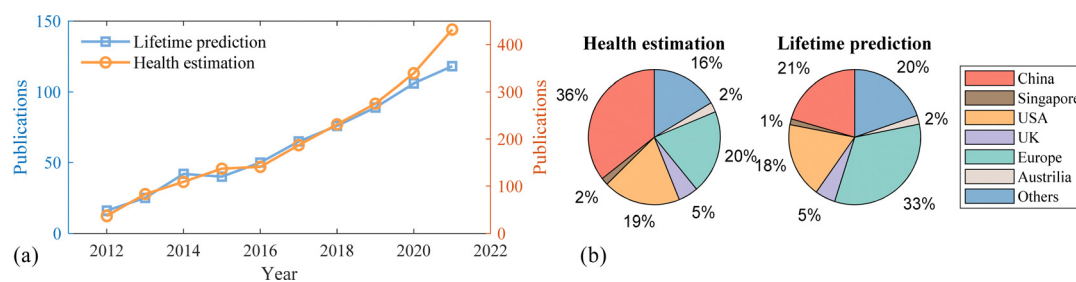 150
100
50
0
Publications
Lifetime prediction
Health estimation
400
300
200
100
0
Publications
2012
2014
2016
2018
2020
2022
Year
(a)
Health estimation
16%
2%
20%
5%
19%
2%
36%
Lifetime prediction
20%
2%
33%
5%
18%
1%
21%
China
Singapore
USA
UK
Europe
Austrilia
Others
(b)